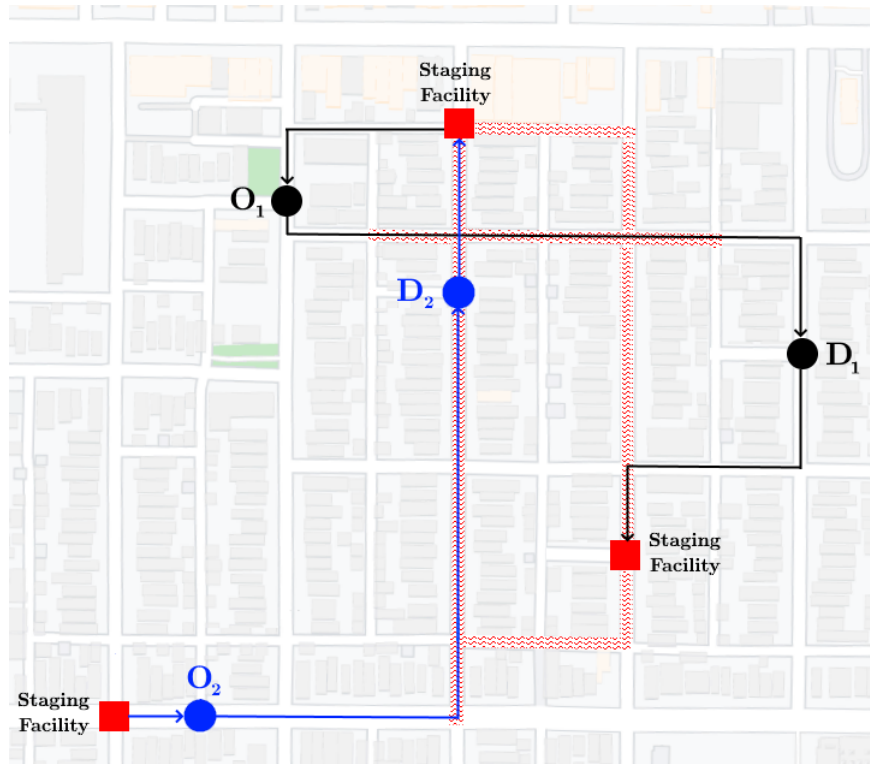 Staging
Facility
O₁
D₂
D₁
Staging
Facility
O₂
Staging
Facility